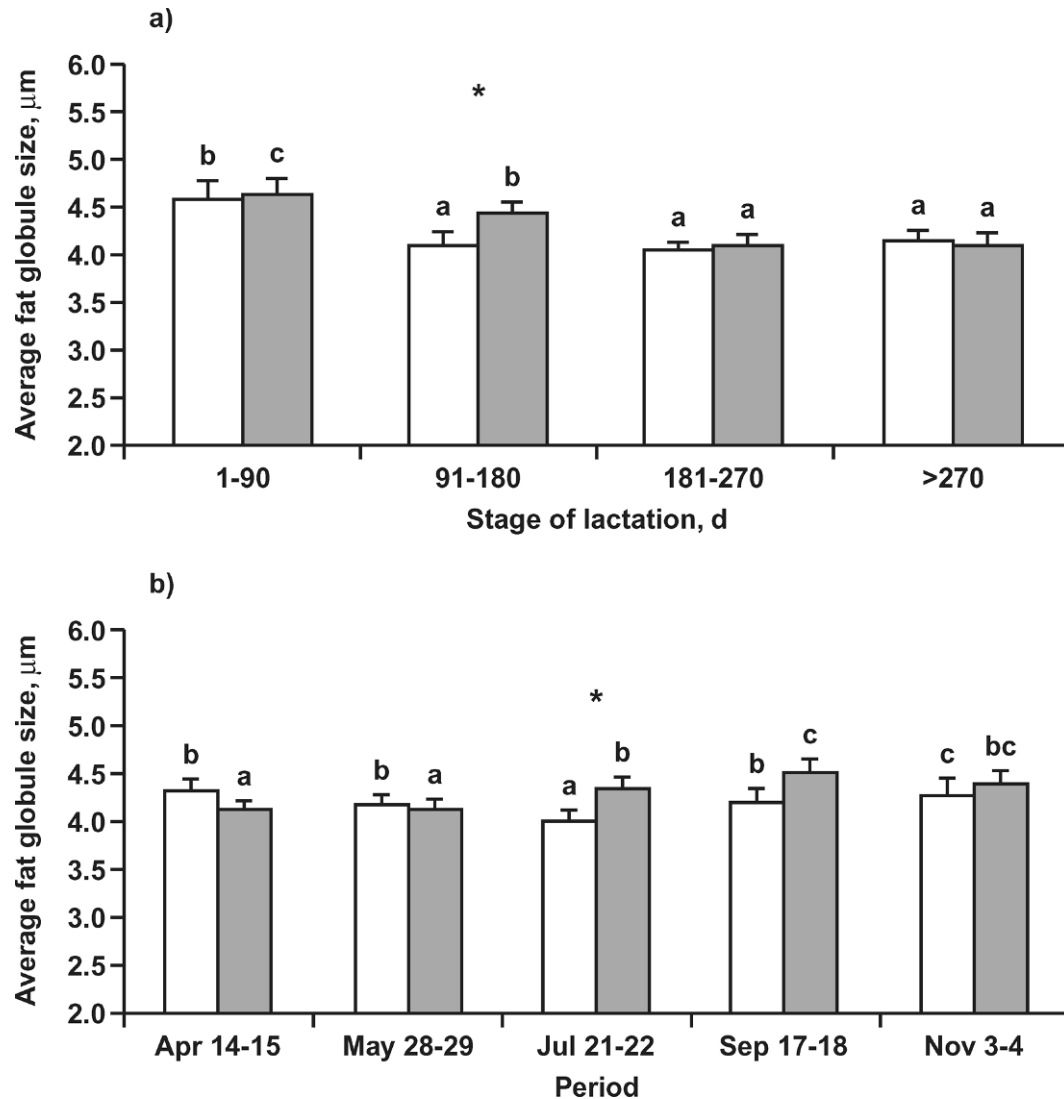 a)
Average fat globule size, μm
6.0
5.5
5.0
4.5
4.0
3.5
3.0
2.5
2.0
*
b c a b a a a a
1-90 91-180 181-270 >270
Stage of lactation, d
b)
Average fat globule size, μm
6.0
5.5
5.0
4.5
4.0
3.5
3.0
2.5
2.0
*
b a b a a b b c c bc
Apr 14-15 May 28-29 Jul 21-22 Sep 17-18 Nov 3-4
Period